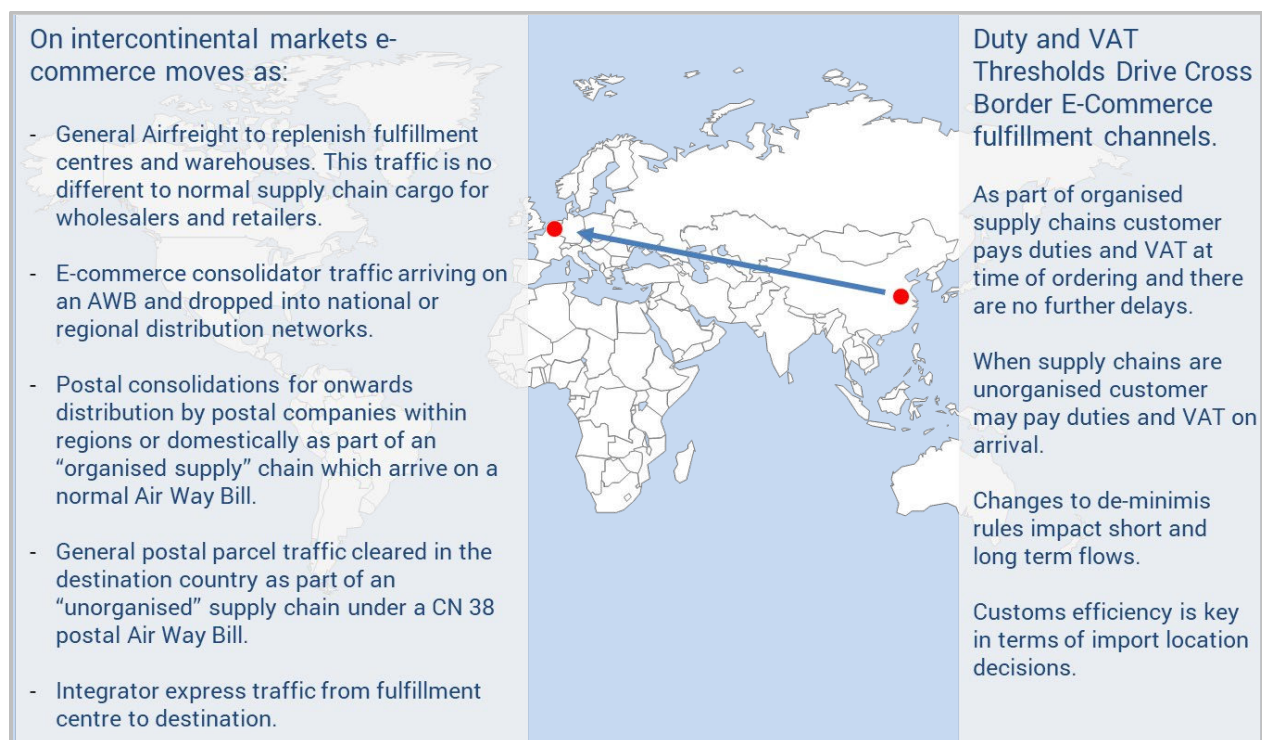 On intercontinental markets e-
commerce moves as:
- General Airfreight to replenish fulfillment
centres and warehouses. This traffic is no
different to normal supply chain cargo for
wholesalers and retailers.
- E-commerce consolidator traffic arriving on
an AWB and dropped into national or
regional distribution networks.
- Postal consolidations for onwards
distribution by postal companies within
regions or domestically as part of an
“organised supply” chain which arrive on a
normal Air Way Bill.
- General postal parcel traffic cleared in the
destination country as part of an
“unorganised” supply chain under a CN 38
postal Air Way Bill.
- Integrator express traffic from fulfillment
centre to destination.
Duty and VAT
Thresholds Drive Cross
Border E-Commerce
fulfillment channels.
As part of organised
supply chains customer
pays duties and VAT at
time of ordering and there
are no further delays.
When supply chains are
unorganised customer
may pay duties and VAT on
arrival.
Changes to de-minimis
rules impact short and
long term flows.
Customs efficiency is key
in terms of import location
decisions.